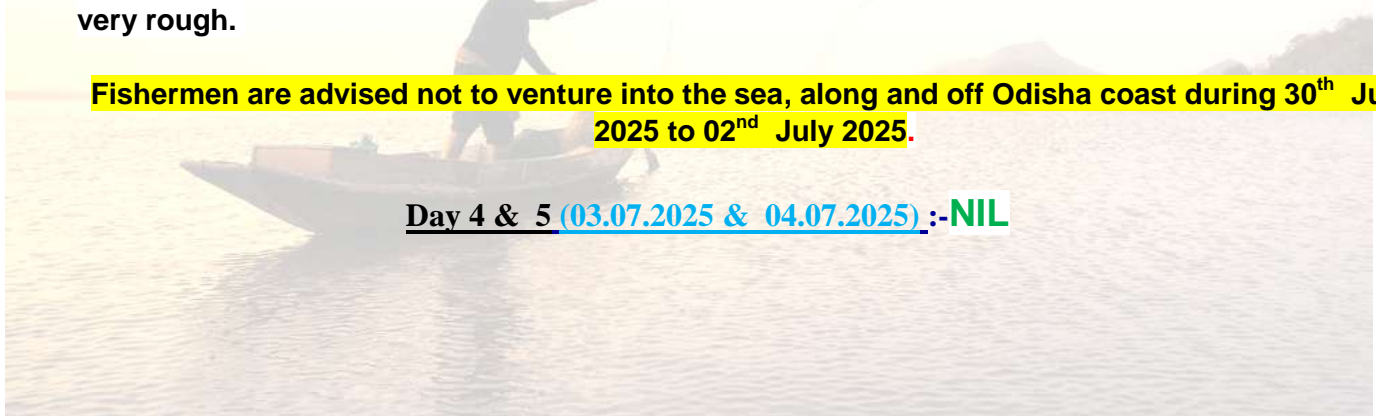 very rough.
Fishermen are advised not to venture into the sea, along and off Odisha coast during 30th
2025 to 02nd July 2025.
Day 4 & 5 (03.07.2025 & 04.07.2025) :-NIL